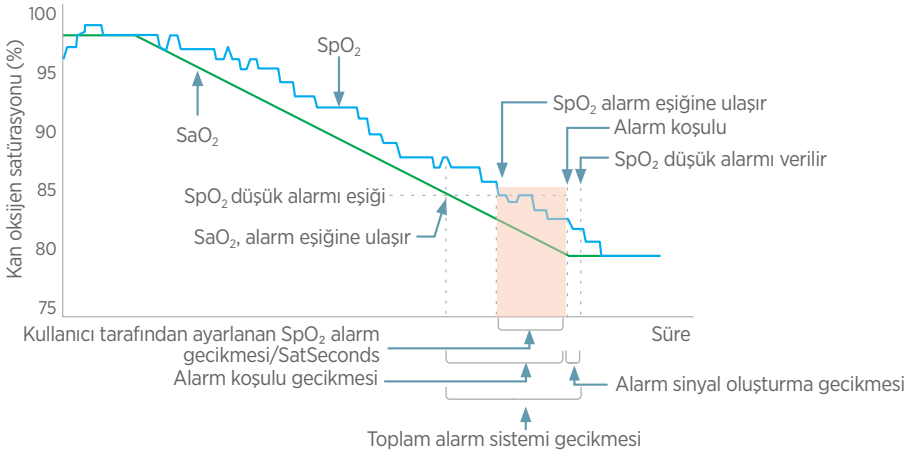 Kan oksijen satürasyonu (%)
100
95
90
85
80
75
SpO₂
SaO₂
SpO₂ alarm eşiğine ulaşır
Alarm koşulu
SpO₂ düşük alarmı verilir
SpO₂ düşük alarmı eşiği
SaO₂, alarm eşiğine ulaşır
Süre
Kullanıcı tarafından ayarlanan SpO₂ alarm
gecikmesi/SatSeconds
Alarm koşulu gecikmesi
Alarm sinyal oluşturma gecikmesi
Toplam alarm sistemi gecikmesi